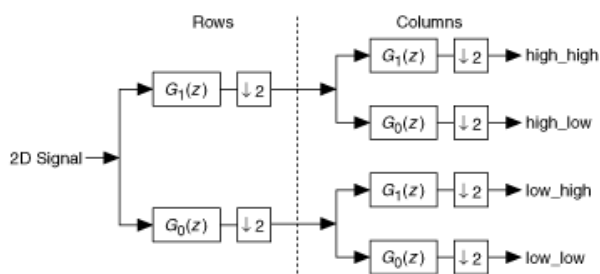 Rows Columns
G₁(z) ↓2 high_high
G₁(z) ↓2
G₀(z) ↓2 high_low
2D Signal
G₁(z) ↓2 low_high
G₀(z) ↓2
G₀(z) ↓2 low_low